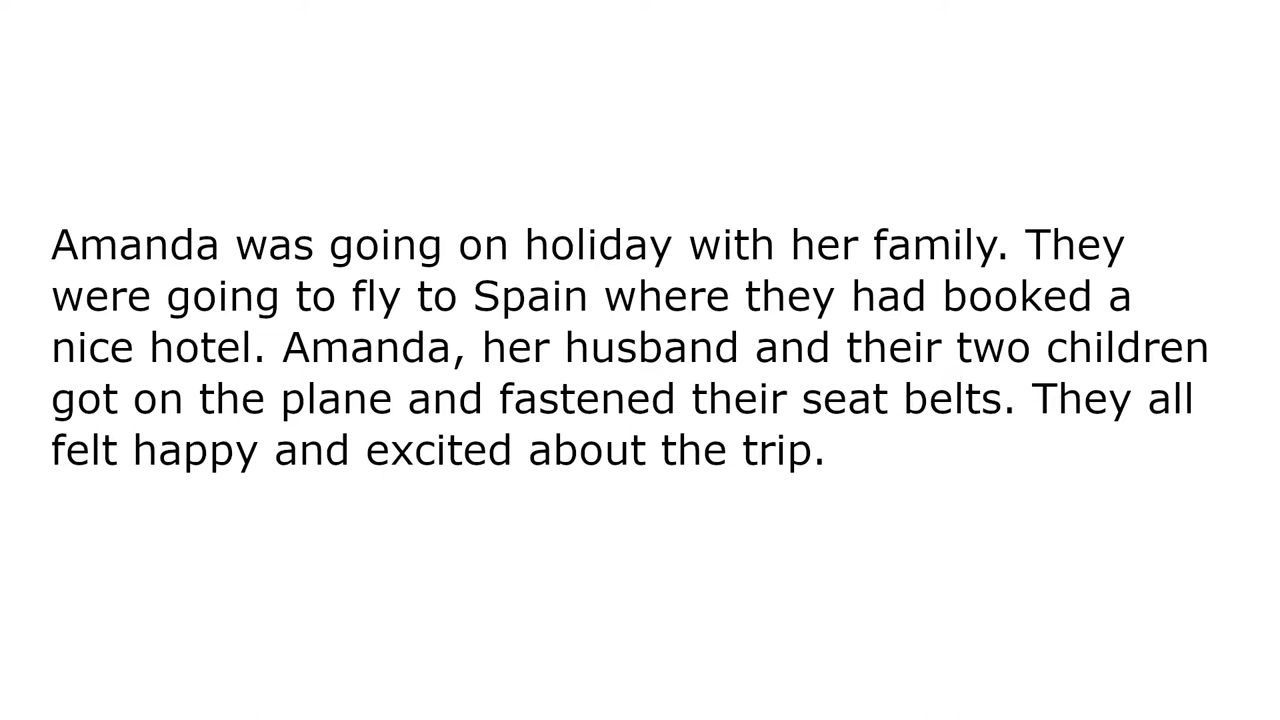 Amanda was going on holiday with her family. They
were going to fly to Spain where they had booked a
nice hotel. Amanda, her husband and their two children
got on the plane and fastened their seat belts. They all
felt happy and excited about the trip.